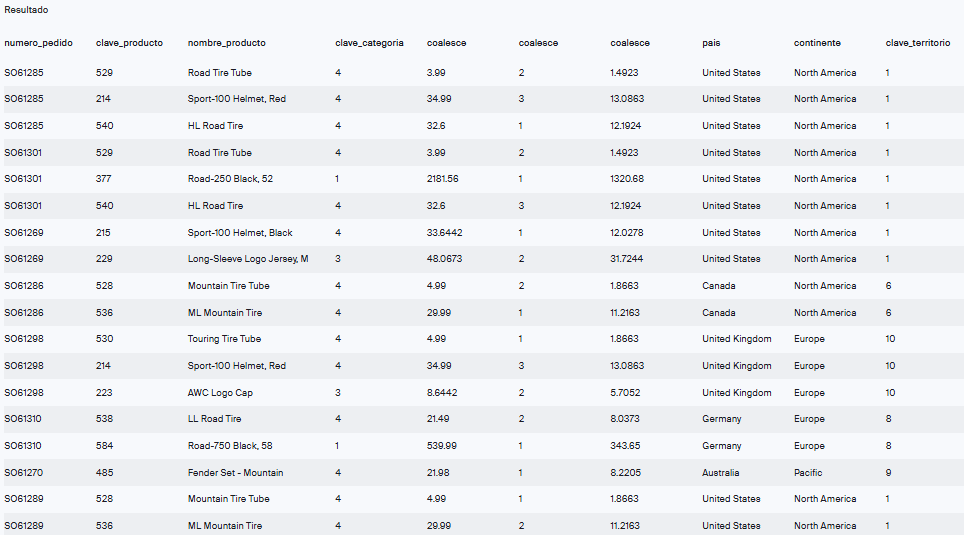 Resultado
numero_pedido clave_producto nombre_producto clave_categoria coalesce coalesce coalesce pais continente clave_territorio
SO61285 529 Road Tire Tube 4 3.99 2 1.4923 United States North America 1
SO61285 214 Sport-100 Helmet, Red 4 34.99 3 13.0863 United States North America 1
SO61285 540 HL Road Tire 4 32.6 1 12.1924 United States North America 1
SO61301 529 Road Tire Tube 4 3.99 2 1.4923 United States North America 1
SO61301 377 Road-250 Black, 52 1 2181.56 1 1320.68 United States North America 1
SO61301 540 HL Road Tire 4 32.6 3 12.1924 United States North America 1
SO61269 215 Sport-100 Helmet, Black 4 33.6442 1 12.0278 United States North America 1
SO61269 229 Long-Sleeve Logo Jersey, M 3 48.0673 2 31.7244 United States North America 1
SO61286 528 Mountain Tire Tube 4 4.99 2 1.8663 Canada North America 6
SO61286 536 ML Mountain Tire 4 29.99 1 11.2163 Canada North America 6
SO61298 530 Touring Tire Tube 4 4.99 1 1.8663 United Kingdom Europe 10
SO61298 214 Sport-100 Helmet, Red 4 34.99 3 13.0863 United Kingdom Europe 10
SO61298 223 AWC Logo Cap 3 8.6442 2 5.7052 United Kingdom Europe 10
SO61310 538 LL Road Tire 4 21.49 2 8.0373 Germany Europe 8
SO61310 584 Road-750 Black, 58 1 539.99 1 343.65 Germany Europe 8
SO61270 485 Fender Set - Mountain 4 21.98 1 8.2205 Australia Pacific 9
SO61289 528 Mountain Tire Tube 4 4.99 1 1.8663 United States North America 1
SO61289 536 ML Mountain Tire 4 29.99 2 11.2163 United States North America 1